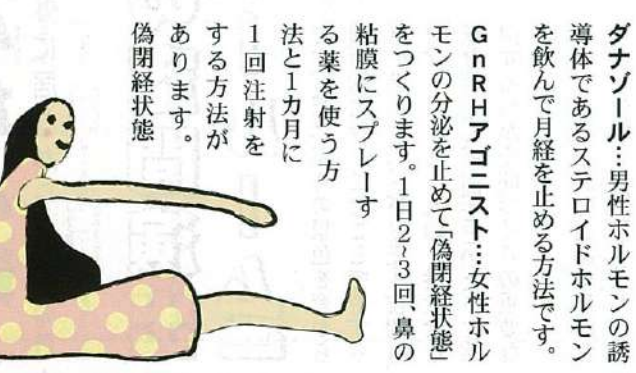 ダナゾール…男性ホルモンの誘
導体であるステロイドホルモン
を飲んで月経を止める方法です。
GnRHアゴニスト…女性ホル
モンの分泌を止めて「偽閉経状態」
をつくります。1日2~3回、鼻の
粘膜にスプレーす
る薬を使う方
法と1カ月に
1回注射を
する方法が
あります。
偽閉経状態